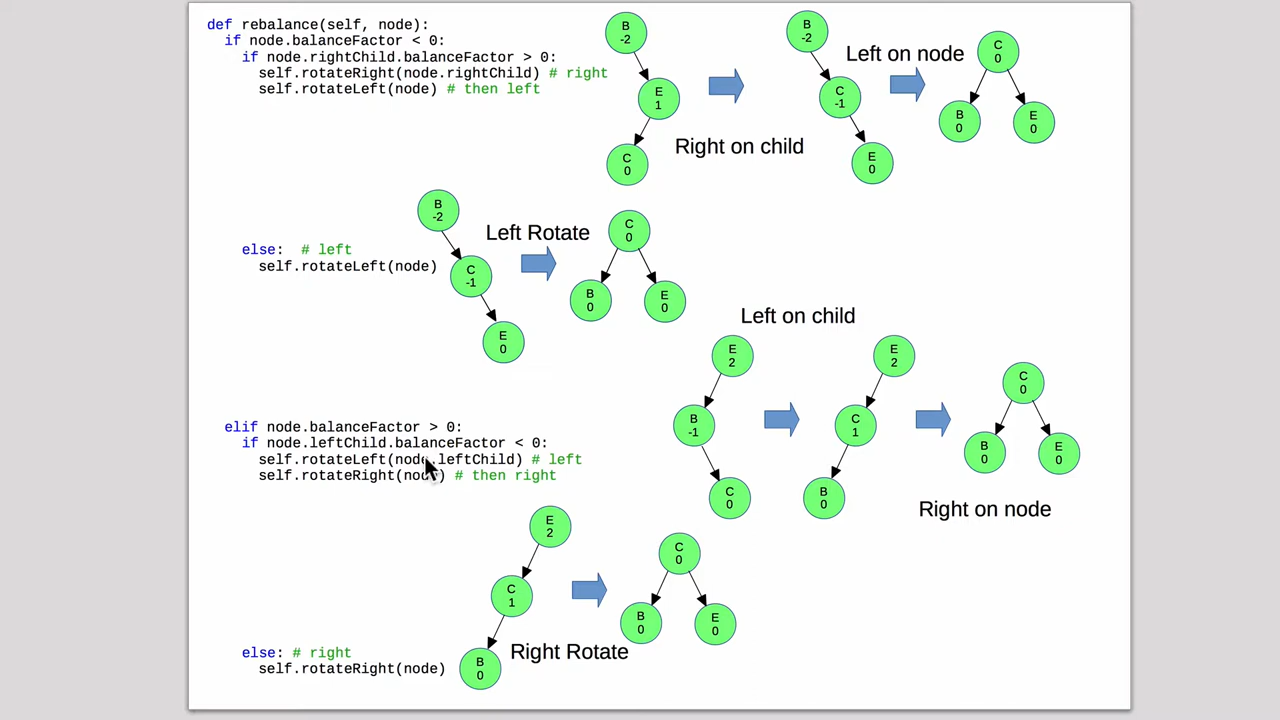 def rebalance(self, node):
if node.balanceFactor < 0:
if node.rightChild.balanceFactor > 0:
self.rotateRight(node.rightChild) # right
self.rotateLeft(node) # then left
B
-2
E
1
C
0
Right on child
B
-2
C
-1
E
0
Left on node
C
0
B
0
E
0
else: # left
self.rotateLeft(node)
B
-2
C
-1
E
0
Left Rotate
C
0
B
0
E
0
elif node.balanceFactor > 0:
if node.leftChild.balanceFactor < 0:
self.rotateLeft(node.leftChild) # left
self.rotateRight(node) # then right
Left on child
E
2
B
-1
C
0
E
2
C
1
B
0
C
0
B
0
E
0
Right on node
else: # right
self.rotateRight(node)
E
2
C
1
B
0
Right Rotate
C
0
B
0
E
0